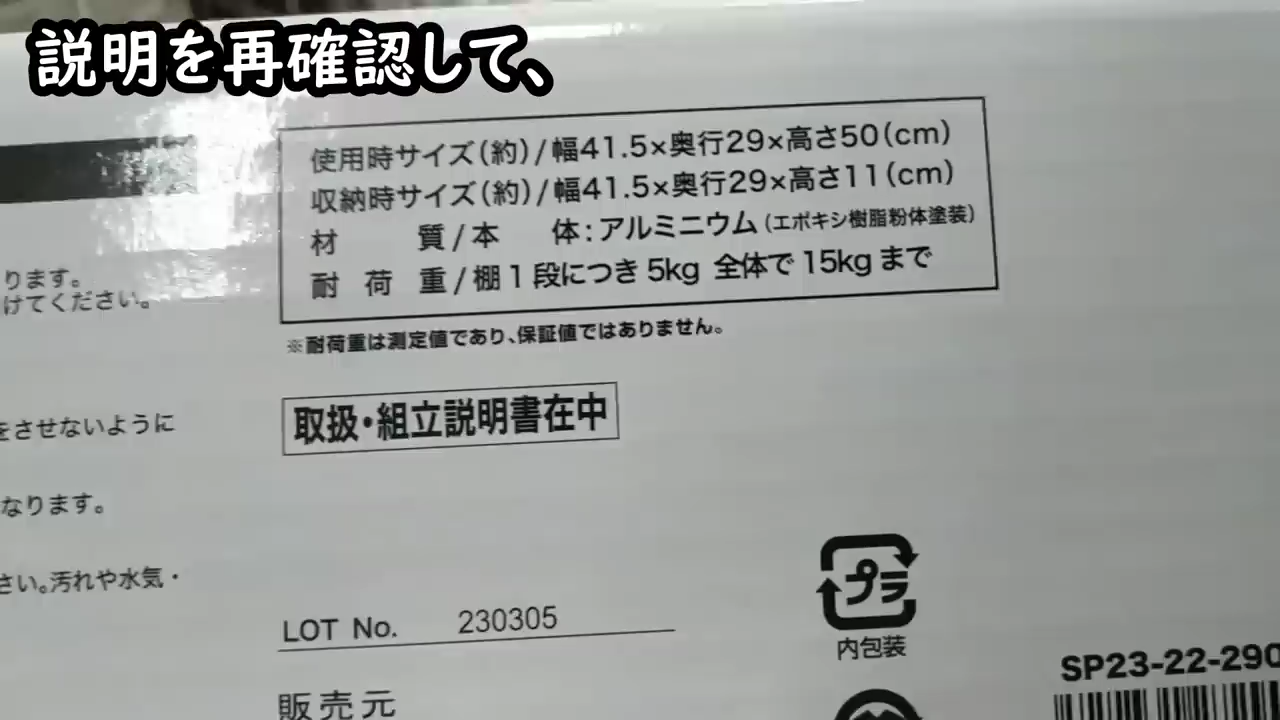 説明を再確認して、
使用時サイズ(約)/幅41.5×奥行29×高さ50(cm)
収納時サイズ(約)/幅41.5×奥行29×高さ11(cm)
材 質/本 体:アルミニウム(エポキシ樹脂粉体塗装)
耐 荷 重/棚1段につき5kg 全体で15kgまで
※耐荷重は測定値であり、保証値ではありません。
ります。
けてください。
取扱・組立説明書在中
をさせないように
なります。
さい。汚れや水気・
LOT No. 230305
プラ
内包装
SP23-22-290
販売元